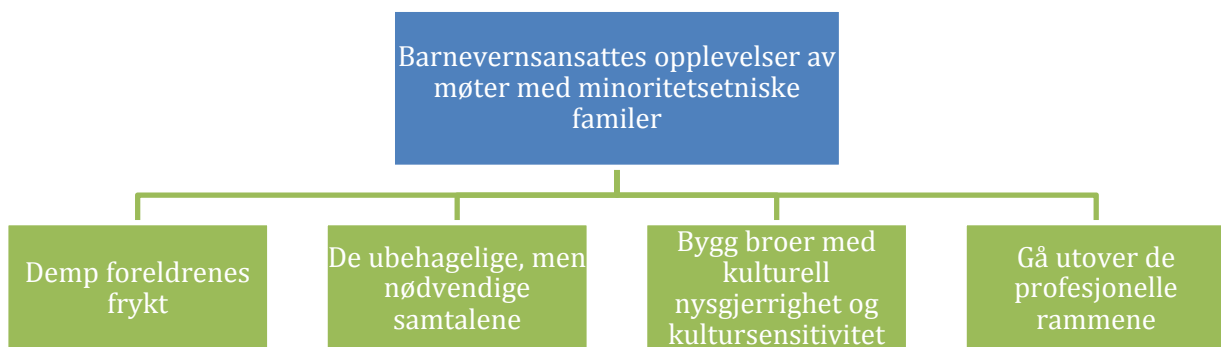 Barnevernsansattes opplevelser av
møter med minoritetsetniske
familer
Demp foreldrenes
frykt
De ubehagelige, men
nødvendige
samtalene
Bygg broer med
kulturell
nysgjerrighet og
kultursensitivitet
Gå utover de
profesjonelle
rammene